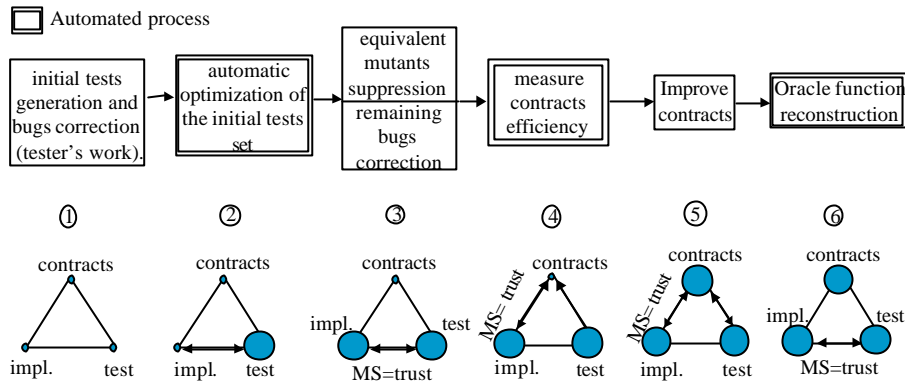 Automated process
initial tests
generation and
bugs correction
(tester's work).
automatic
optimization of
the initial tests
set
equivalent
mutants
suppression
remaining
bugs
correction
measure
contracts
efficiency
Improve
contracts
Oracle function
reconstruction
1
2
3
4
5
6
contracts
impl.
test
contracts
impl.
test
contracts
impl.
test
MS=trust
contracts
MS= trust
impl.
test
contracts
MS= trust
impl.
test
contracts
impl.
test
MS=trust